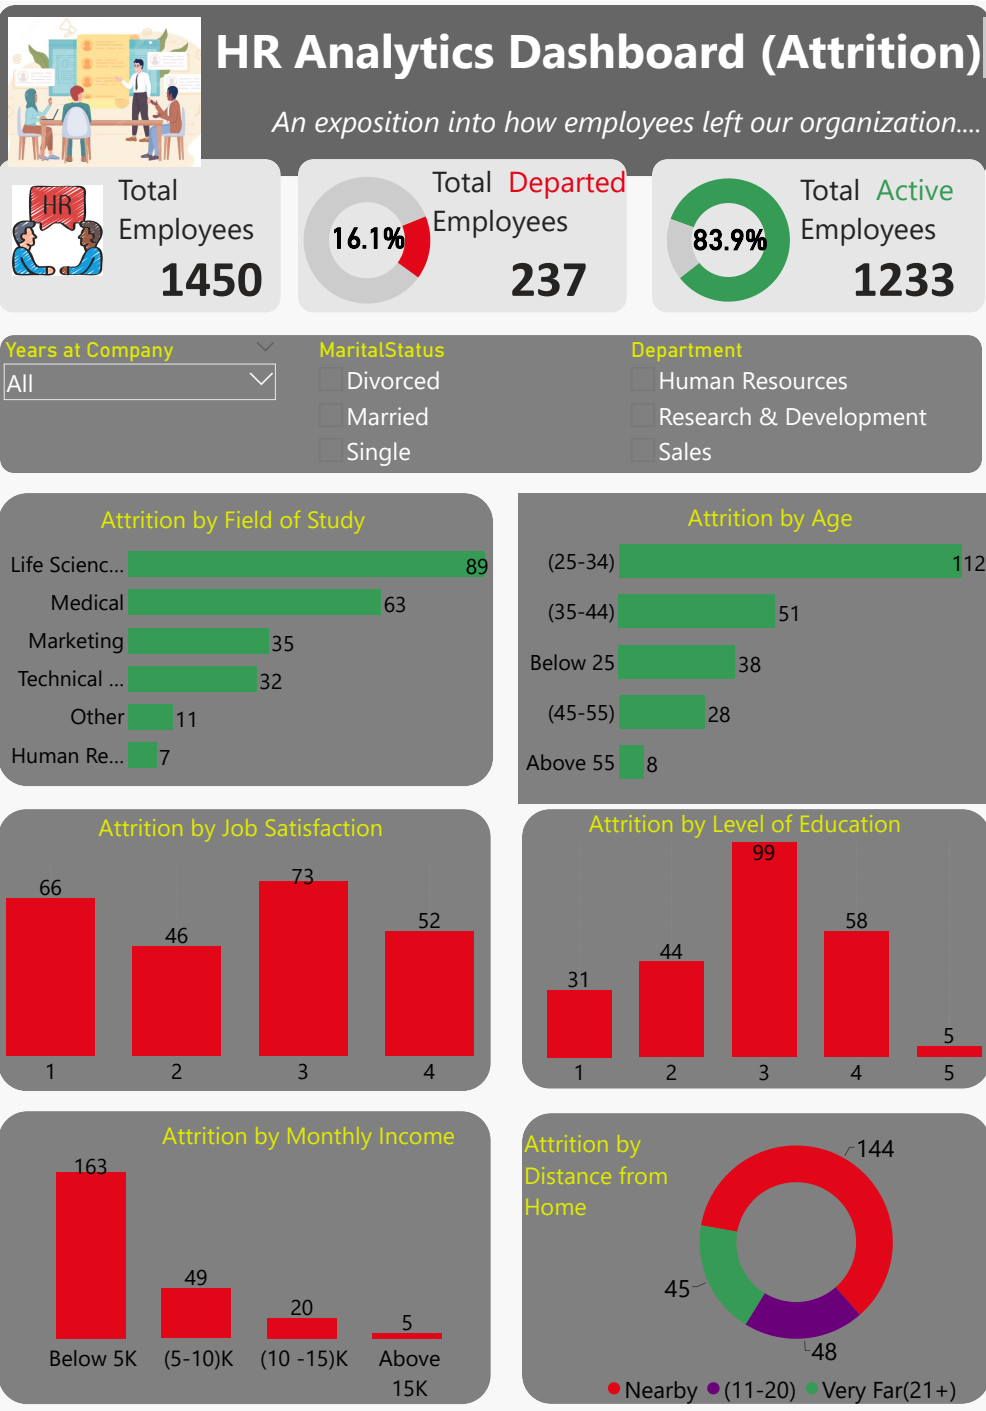 HR Analytics Dashboard (Attrition)
An exposition into how employees left our organization....
HR
Total
Employees
1450
16.1%
Total Departed
Employees
237
83.9%
Total Active
Employees
1233
Years at Company
All
MaritalStatus
Divorced
Married
Single
Department
Human Resources
Research & Development
Sales
Attrition by Field of Study
Life Scienc... 89
Medical 63
Marketing 35
Technical ... 32
Other 11
Human Re... 7
Attrition by Age
(25-34) 112
(35-44) 51
Below 25 38
(45-55) 28
Above 55 8
Attrition by Job Satisfaction
66 46 73 52
1 2 3 4
Attrition by Level of Education
31 44 99 58 5
1 2 3 4 5
Attrition by Monthly Income
163 49 20 5
Below 5K (5-10)K (10 -15)K Above
15K
Attrition by
Distance from
Home
144
45
48
Nearby (11-20) Very Far(21+)